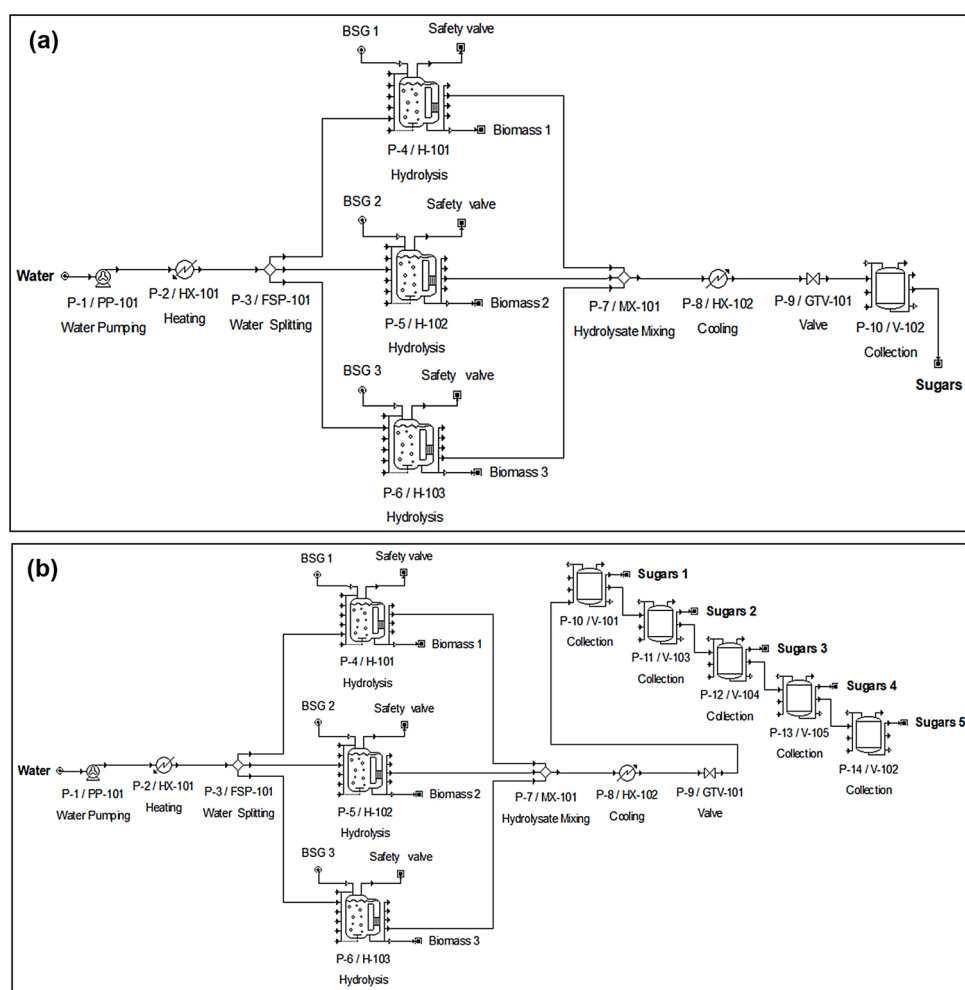 (a)
BSG 1
Safety valve
Biomass 1
P-4 / H-101
Hydrolysis
BSG 2
Safety valve
Water
P-1 / PP-101
Water Pumping
P-2 / HX-101
Heating
P-3 / FSP-101
Water Splitting
Biomass 2
P-5 / H-102
Hydrolysis
P-7 / MX-101
Hydrolysate Mixing
P-8 / HX-102
Cooling
P-9 / GTV-101
Valve
P-10 / V-102
Collection
Sugars
BSG 3
Safety valve
Biomass 3
P-6 / H-103
Hydrolysis
(b)
BSG 1
Safety valve
Biomass 1
P-4 / H-101
Hydrolysis
Sugars 1
P-10 / V-101
Collection
Sugars 2
P-11 / V-103
Collection
Sugars 3
P-12 / V-104
Collection
Sugars 4
P-13 / V-105
Collection
Sugars 5
P-14 / V-102
Collection
BSG 2
Safety valve
Water
P-1 / PP-101
Water Pumping
P-2 / HX-101
Heating
P-3 / FSP-101
Water Splitting
Biomass 2
P-5 / H-102
Hydrolysis
P-7 / MX-101
Hydrolysate Mixing
P-8 / HX-102
Cooling
P-9 / GTV-101
Valve
BSG 3
Safety valve
Biomass 3
P-6 / H-103
Hydrolysis